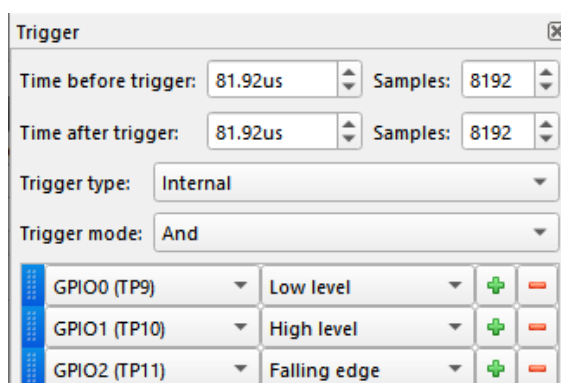 Trigger
Time before trigger: 81.92us Samples: 8192
Time after trigger: 81.92us Samples: 8192
Trigger type: Internal
Trigger mode: And
GPIO0 (TP9) Low level
GPIO1 (TP10) High level
GPIO2 (TP11) Falling edge